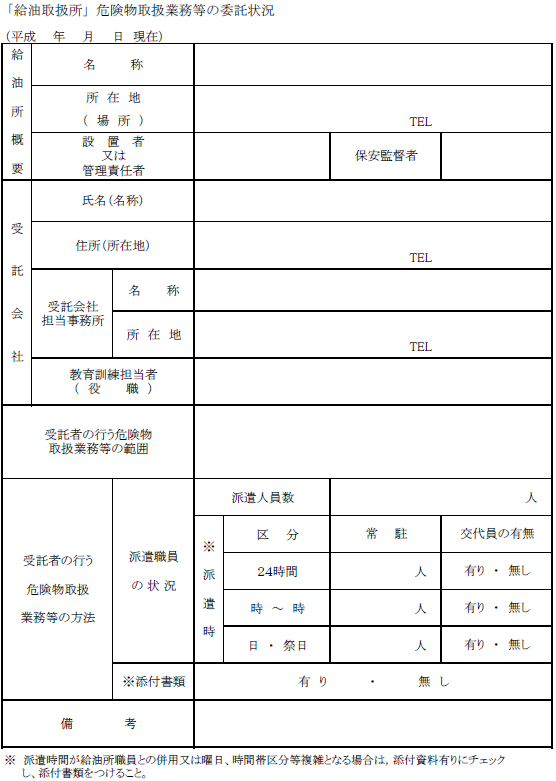 「給油取扱所」危険物取扱業務等の委託状況
（平成　　年　　月　　日　現在）
給油所概要
名　　称
所 在 地
（ 場　所 ）
TEL
設　置　者
又は
管理責任者
保安監督者
受託会社
氏名（名称）
住所（所在地）
TEL
受託会社
担当事務所
名　　称
所 在 地
TEL
教育訓練担当者
（ 役　　職 ）
受託者の行う危険物
取扱業務等の範囲
受託者の行う
危険物取扱
業務等の方法
派遣職員
の 状 況
派遣人員数
人
※派遣時
区　分
常　駐
交代員の有無
24時間
人
有り ・ 無し
時 ～ 時
人
有り ・ 無し
日 ・ 祭日
人
有り ・ 無し
※添付書類
有 り　　・　　無 し
備　　考
※ 派遣時間が給油所職員との併用又は曜日、時間帯区分等複雑となる場合は，添付資料有りにチェック
し、添付書類をつけること。